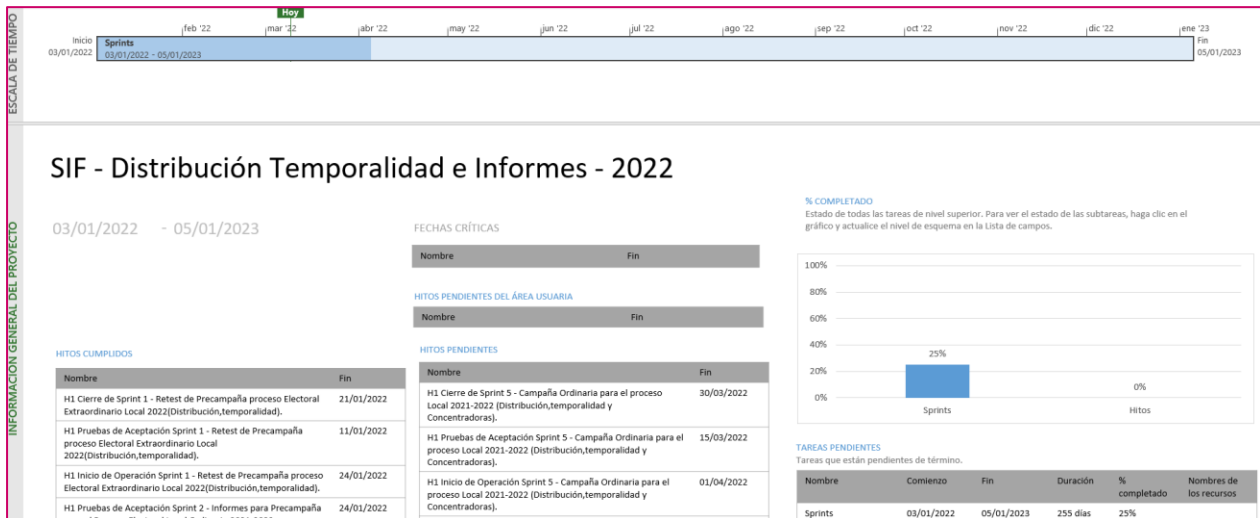 ESCALA DE TIEMPO
Hoy
feb '22 mar '22 abr '22 may '22 jun '22 jul '22 ago '22 sep '22 oct '22 nov '22 dic '22 ene '23
Inicio
03/01/2022
Sprints
03/01/2022 - 05/01/2023
Fin
05/01/2023
INFORMACION GENERAL DEL PROYECTO
SIF - Distribución Temporalidad e Informes - 2022
03/01/2022 - 05/01/2023
HITOS CUMPLIDOS
Nombre Fin
H1 Cierre de Sprint 1 - Retest de Precampaña proceso Electoral 21/01/2022
Extraordinario Local 2022(Distribución,temporalidad).
H1 Pruebas de Aceptación Sprint 1 - Retest de Precampaña 11/01/2022
proceso Electoral Extraordinario Local
2022(Distribución,temporalidad).
H1 Inicio de Operación Sprint 1 - Retest de Precampaña proceso 24/01/2022
Electoral Extraordinario Local 2022(Distribución,temporalidad).
H1 Pruebas de Aceptación Sprint 2 - Informes para Precampaña 24/01/2022
FECHAS CRÍTICAS
Nombre Fin
HITOS PENDIENTES DEL ÁREA USUARIA
Nombre Fin
HITOS PENDIENTES
Nombre Fin
H1 Cierre de Sprint 5 - Campaña Ordinaria para el proceso 30/03/2022
Local 2021-2022 (Distribución,temporalidad y
Concentradoras).
H1 Pruebas de Aceptación Sprint 5 - Campaña Ordinaria para el 15/03/2022
proceso Local 2021-2022 (Distribución,temporalidad y
Concentradoras).
H1 Inicio de Operación Sprint 5 - Campaña Ordinaria para el 01/04/2022
proceso Local 2021-2022 (Distribución,temporalidad y
Concentradoras).
% COMPLETADO
Estado de todas las tareas de nivel superior. Para ver el estado de las subtareas, haga clic en el
gráfico y actualice el nivel de esquema en la Lista de campos.
100%
80%
60%
40%
20%
0%
25%
0%
Sprints Hitos
TAREAS PENDIENTES
Tareas que están pendientes de término.
Nombre Comienzo Fin Duración % completado Nombres de los recursos
Sprints 03/01/2022 05/01/2023 255 días 25%